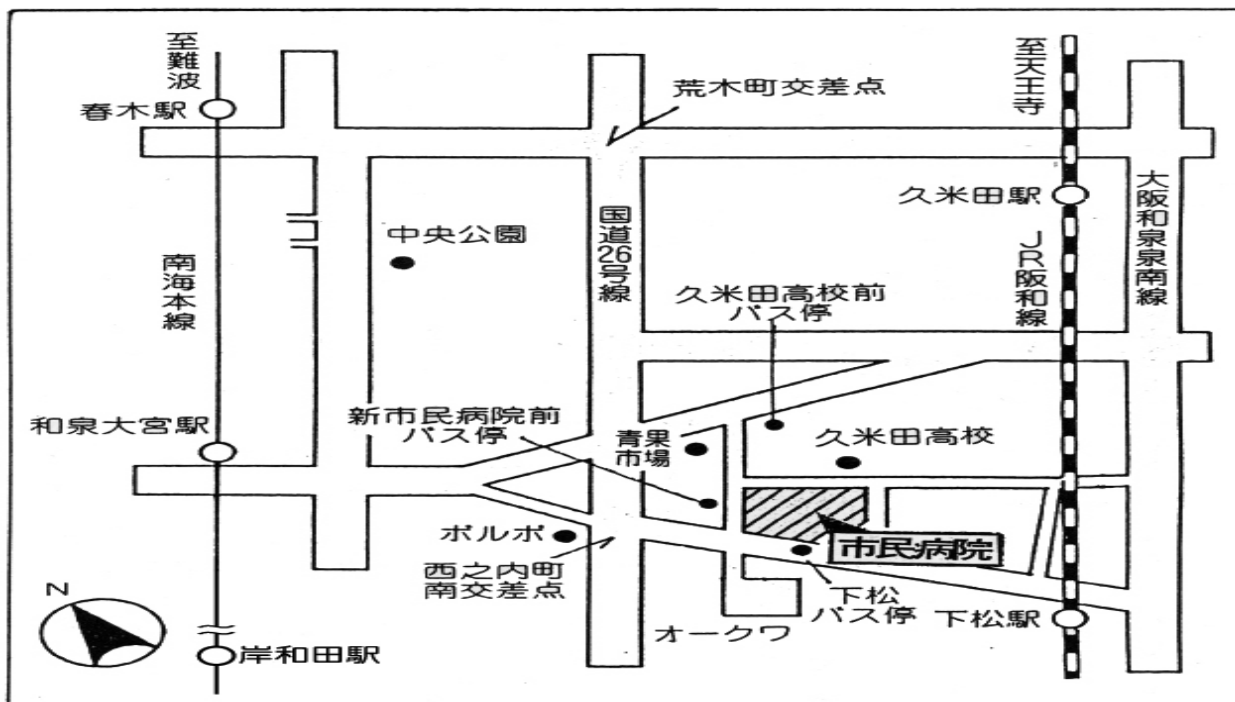 至難波
春木駅
南海本線
和泉大宮駅
岸和田駅
N
中央公園
荒木町交差点
国道26号線
至天王寺
久米田駅
JR阪和線
大阪和泉泉南線
久米田高校前
バス停
新市民病院前
バス停
青果
市場
久米田高校
ボルボ
西之内町
南交差点
市民病院
下松
バス停
オークワ
下松駅